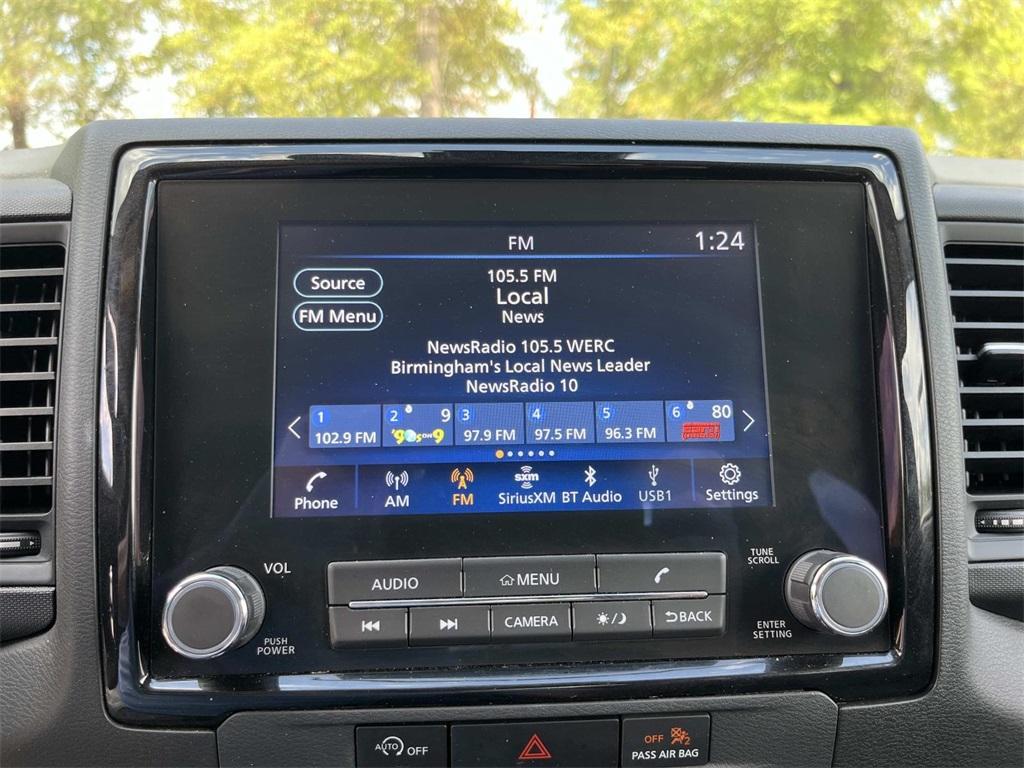 FM
1:24
Source
105.5 FM
Local
FM Menu
News
NewsRadio 105.5 WERC
Birmingham's Local News Leader
NewsRadio 10
1 2 9 3 4 5 6 80
102.9 FM 97.9 FM 97.5 FM 96.3 FM
Phone AM FM SiriusXM BT Audio USB1 Settings
sxm
VOL
AUDIO MENU
TUNE
SCROLL
CAMERA BACK
PUSH
POWER
ENTER
SETTING
AUTO OFF
OFF 2
PASS AIR BAG